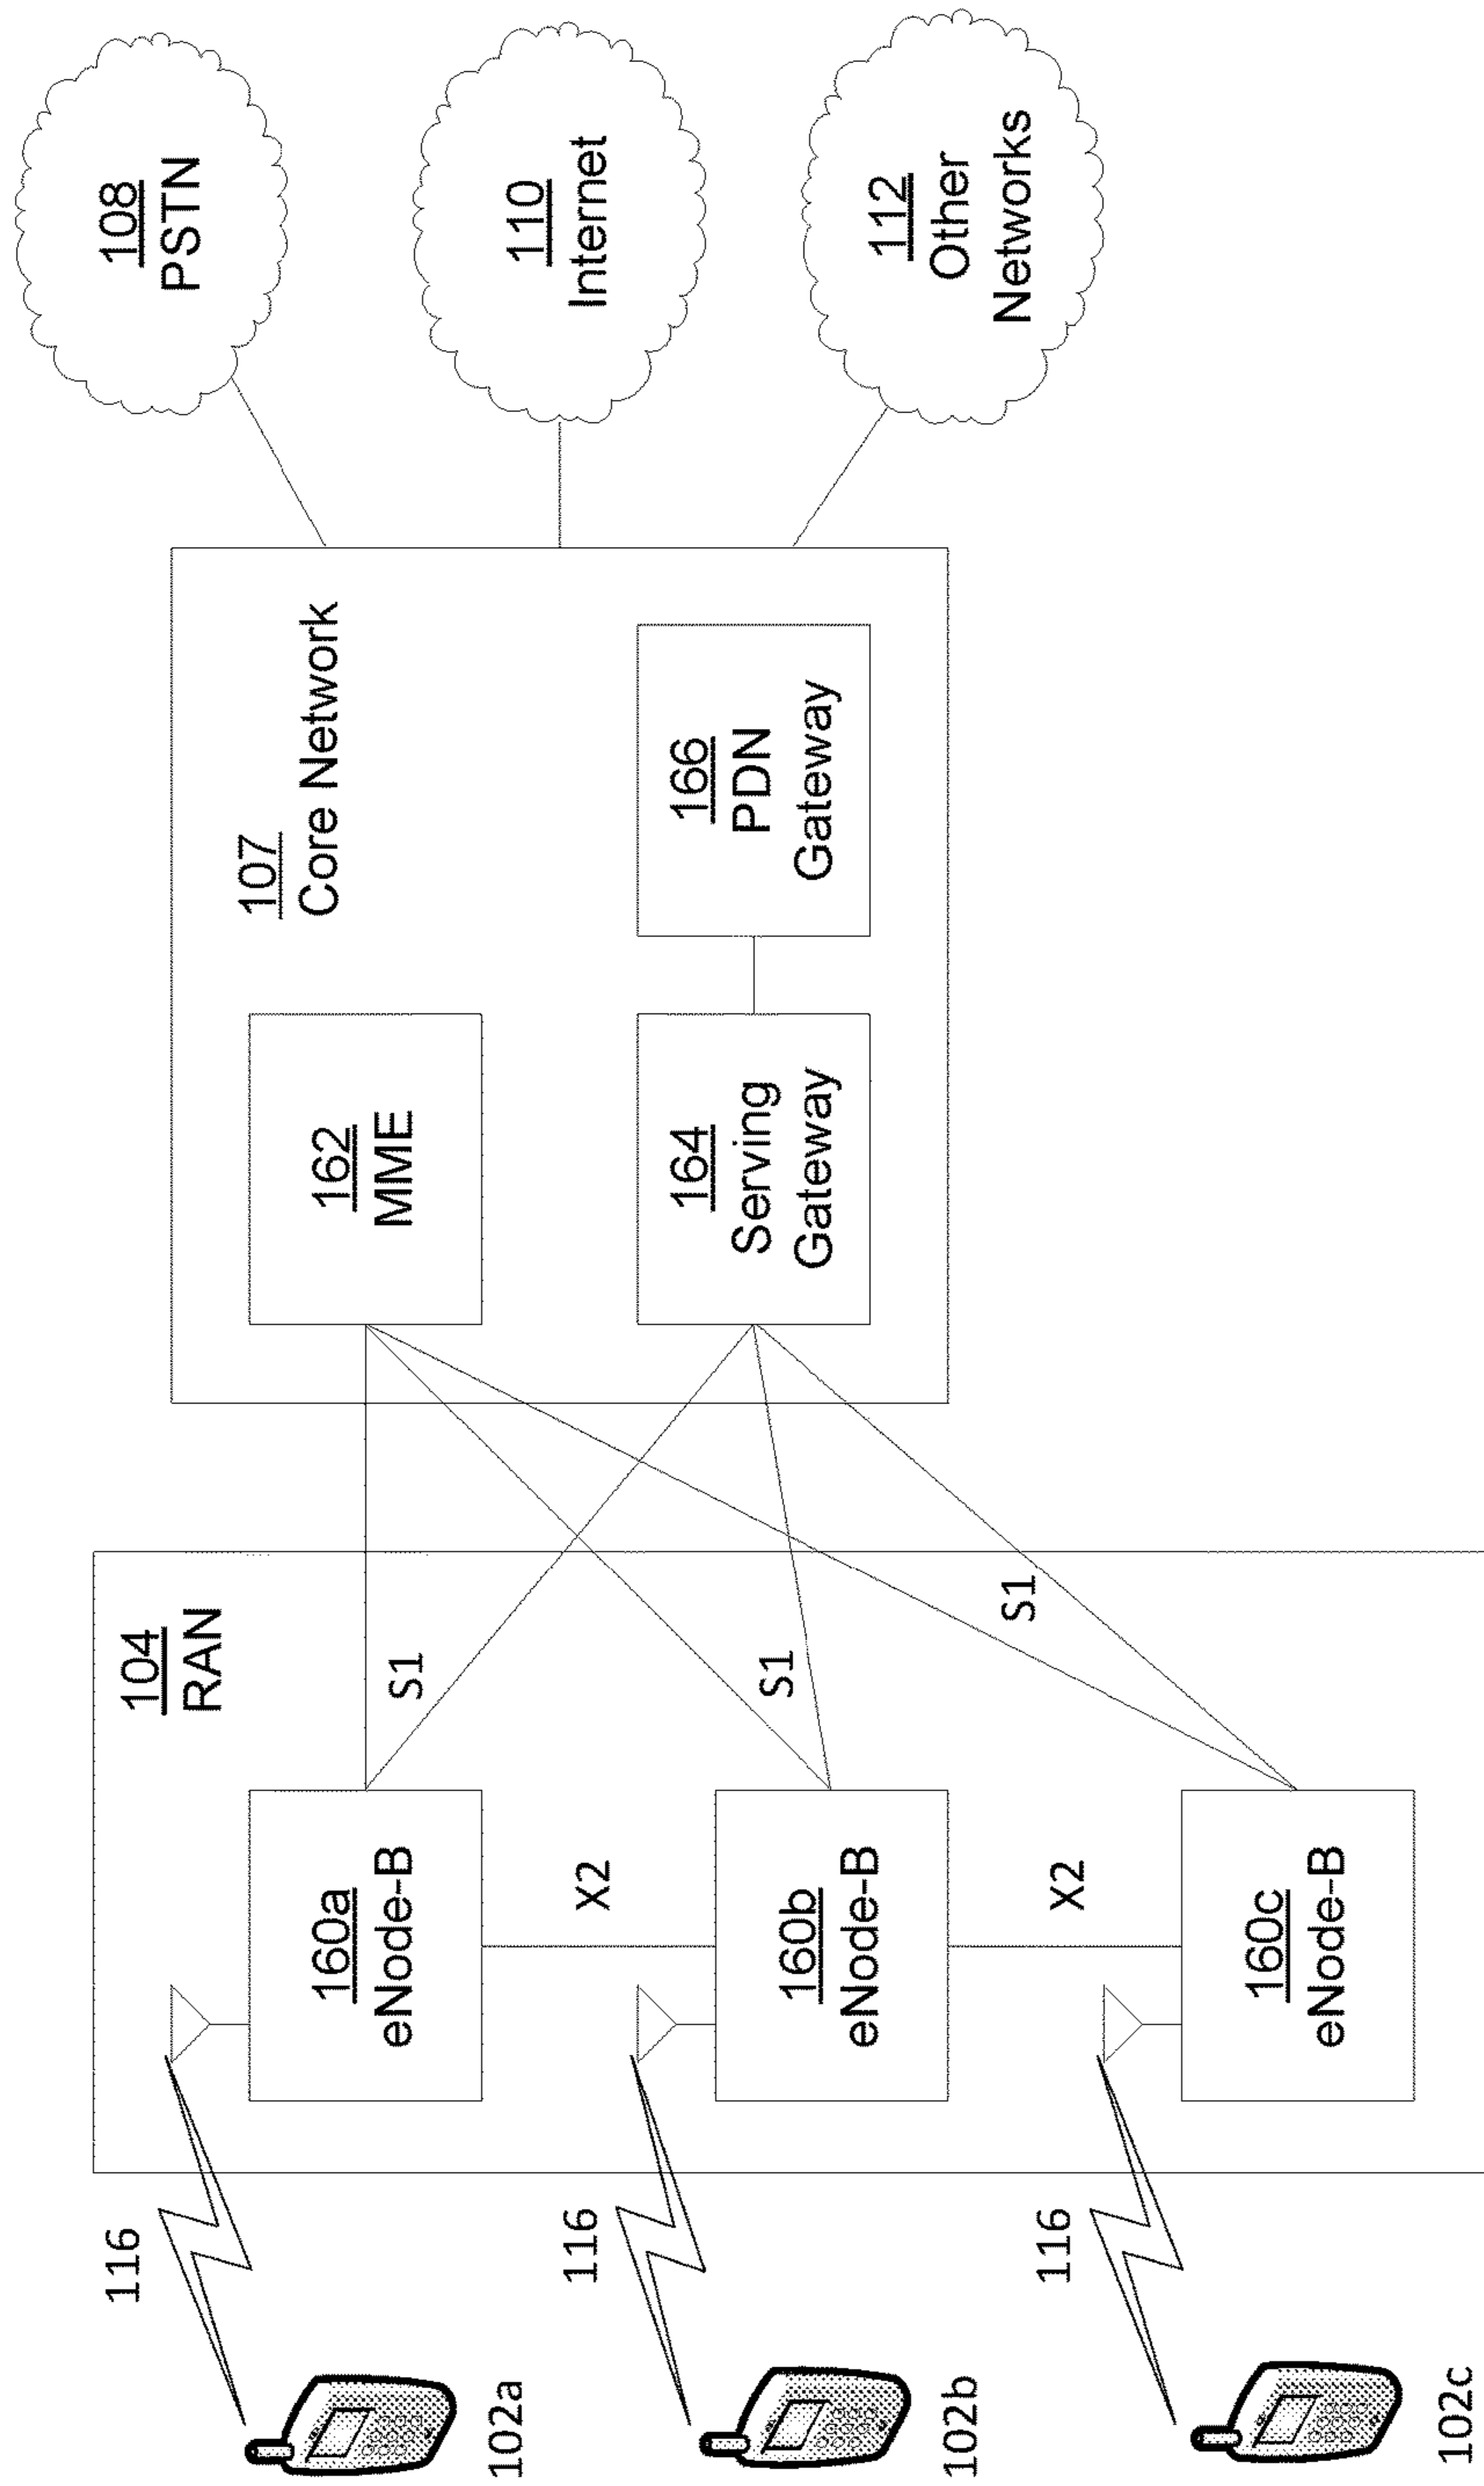 102a
116
104
RAN
160a
eNode-B
S1
X2
102b
116
160b
eNode-B
S1
X2
102c
116
160c
eNode-B
S1
107
Core Network
162
MME
164
Serving
Gateway
166
PDN
Gateway
108
PSTN
110
Internet
112
Other
Networks